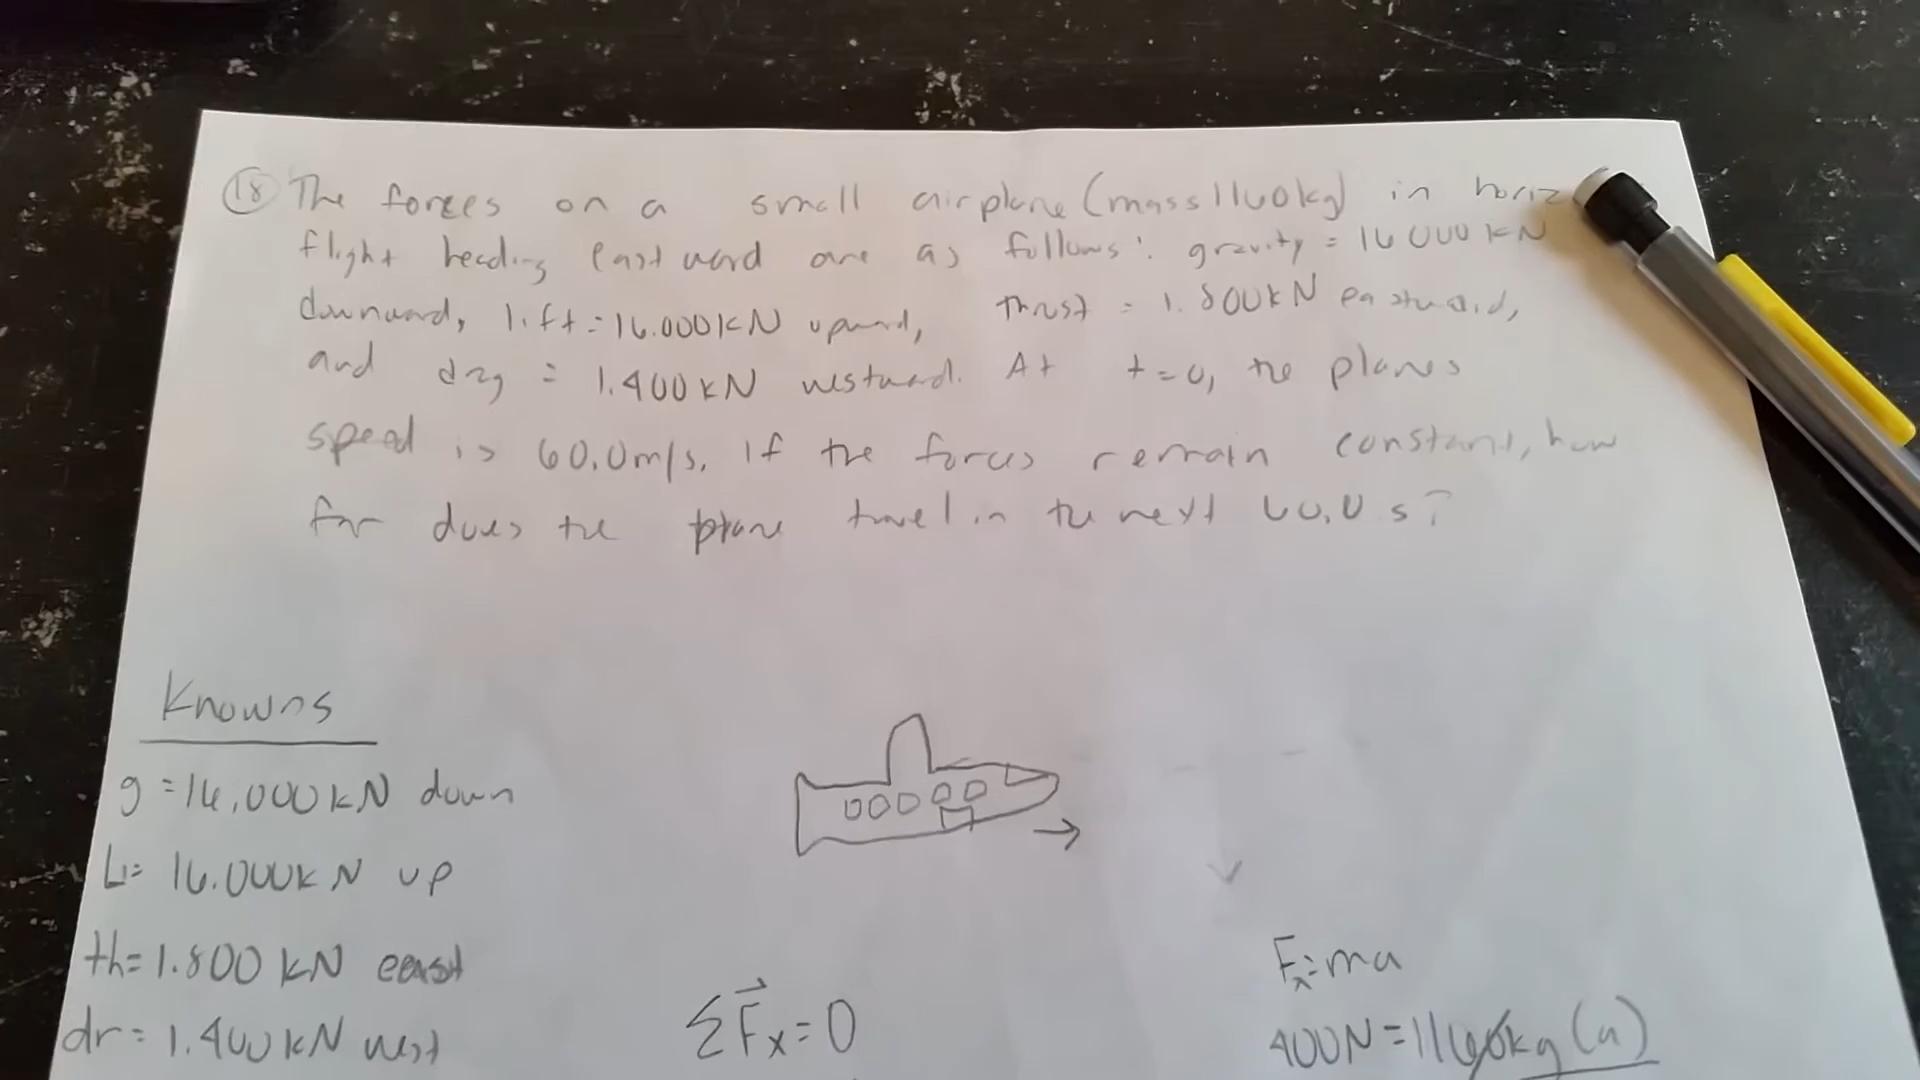 18 The forces on a small airplane (mass 1160kg) in horiz
flight heading eastward are as follows: gravity = 16.000 kN
downward, lift = 16.000 kN upward, thrust = 1.800 kN eastward,
and drag = 1.400 kN westward. At t=0, the planes
speed is 60.0m/s. If the forces remain constant, how
far does the plane travel in the next 60.0 s?
Knowns
g = 16.000 kN down
L = 16.000 kN up
th = 1.800 kN east
dr = 1.400 kN west
ΣF⃗x = 0
Fx = ma
400N = 1160kg (a)